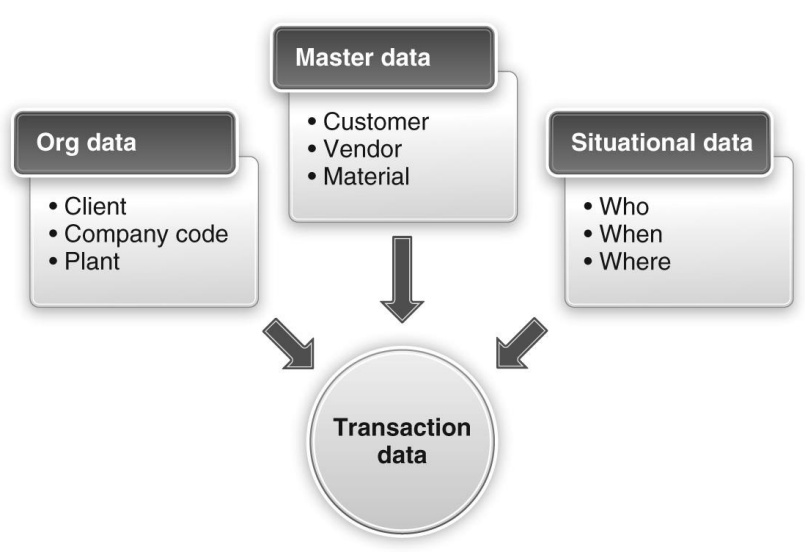 Master data
• Customer
• Vendor
• Material
Org data
• Client
• Company code
• Plant
Situational data
• Who
• When
• Where
Transaction
data